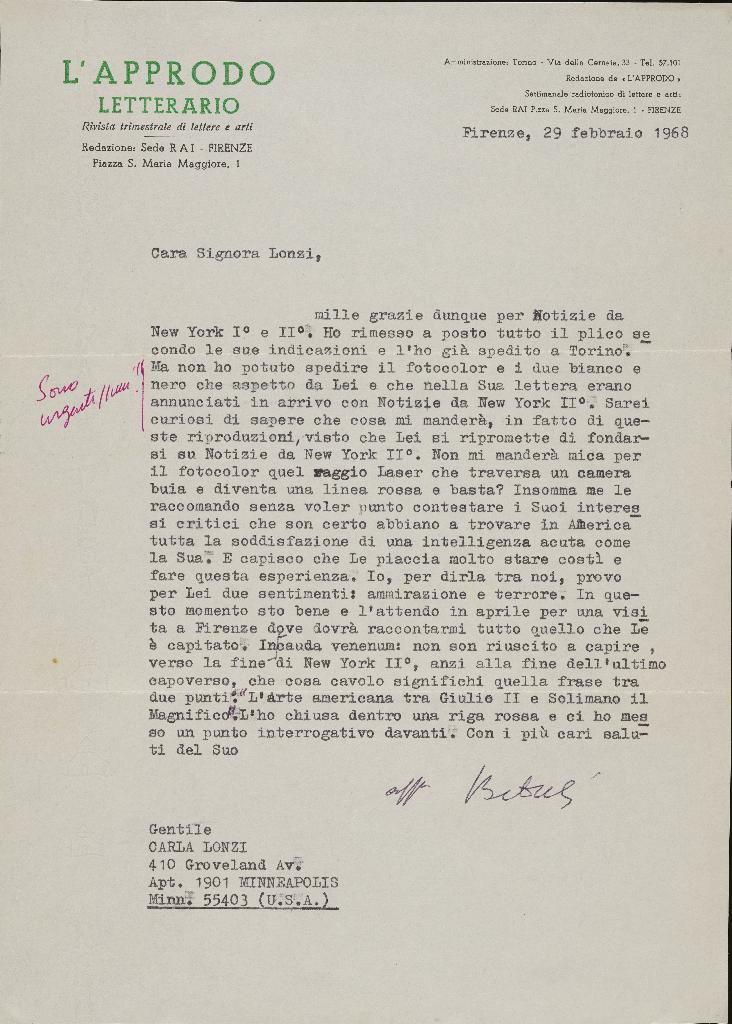 L'APPRODO
LETTERARIO
Rivista trimestrale di lettere e arti
Redazione: Sede RAI - FIRENZE
Piazza S. Maria Maggiore, 1
Amministrazione: Torino - Via della Cernaia, 33 - Tel. 57.101
Redazione de « L'APPRODO »
Settimanale radiofonico di lettere e arti:
Sede RAI P.zza S. Maria Maggiore, 1 - FIRENZE
Firenze, 29 febbraio 1968
Cara Signora Lonzi,
mille grazie dunque per Notizie da
New York I° e II°. Ho rimesso a posto tutto il plico se
condo le sue indicazioni e l'ho già spedito a Torino.
Ma non ho potuto spedire il fotocolor e i due bianco e
nero che aspetto da Lei e che nella Sua lettera erano
annunciati in arrivo con Notizie da New York II°. Sarei
curiosi di sapere che cosa mi manderà, in fatto di que-
ste riproduzioni, visto che Lei si ripromette di fondar-
si su Notizie da New York II°. Non mi manderà mica per
il fotocolor quel raggio Laser che traversa un camera
buia e diventa una linea rossa e basta? Insomma me le
raccomando senza voler punto contestare i Suoi interes
si critici che son certo abbiano a trovare in America
tutta la soddisfazione di una intelligenza acuta come
la Sua. E capisco che Le piaccia molto stare costì e
fare questa esperienza. Io, per dirla tra noi, provo
per Lei due sentimenti: ammirazione e terrore. In que-
sto momento sto bene e l'attendo in aprile per una visi
ta a Firenze dove dovrà raccontarmi tutto quello che Le
è capitato. In cauda venenum: non son riuscito a capire,
verso la fine di New York II°, anzi alla fine dell'ultimo
capoverso, che cosa cavolo significhi quella frase tra
due punti: "L'Arte americana tra Giulio II e Solimano il
Magnifico". L'ho chiusa dentro una riga rossa e ci ho mes
so un punto interrogativo davanti. Con i più cari salu-
ti del Suo
Sono
aff
Gentile
CARLA LONZI
410 Groveland Av.
Apt. 1901 MINNEAPOLIS
Minn. 55403 (U.S.A.)